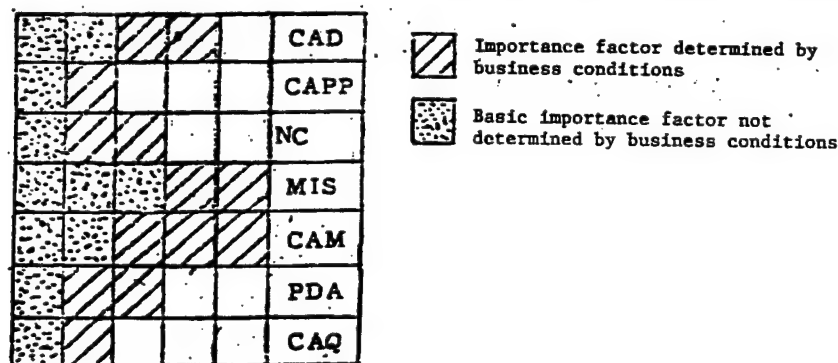 CAD
CAPP
NC
MIS
CAM
PDA
CAQ
Importance factor determined by
business conditions
Basic importance factor not
determined by business conditions